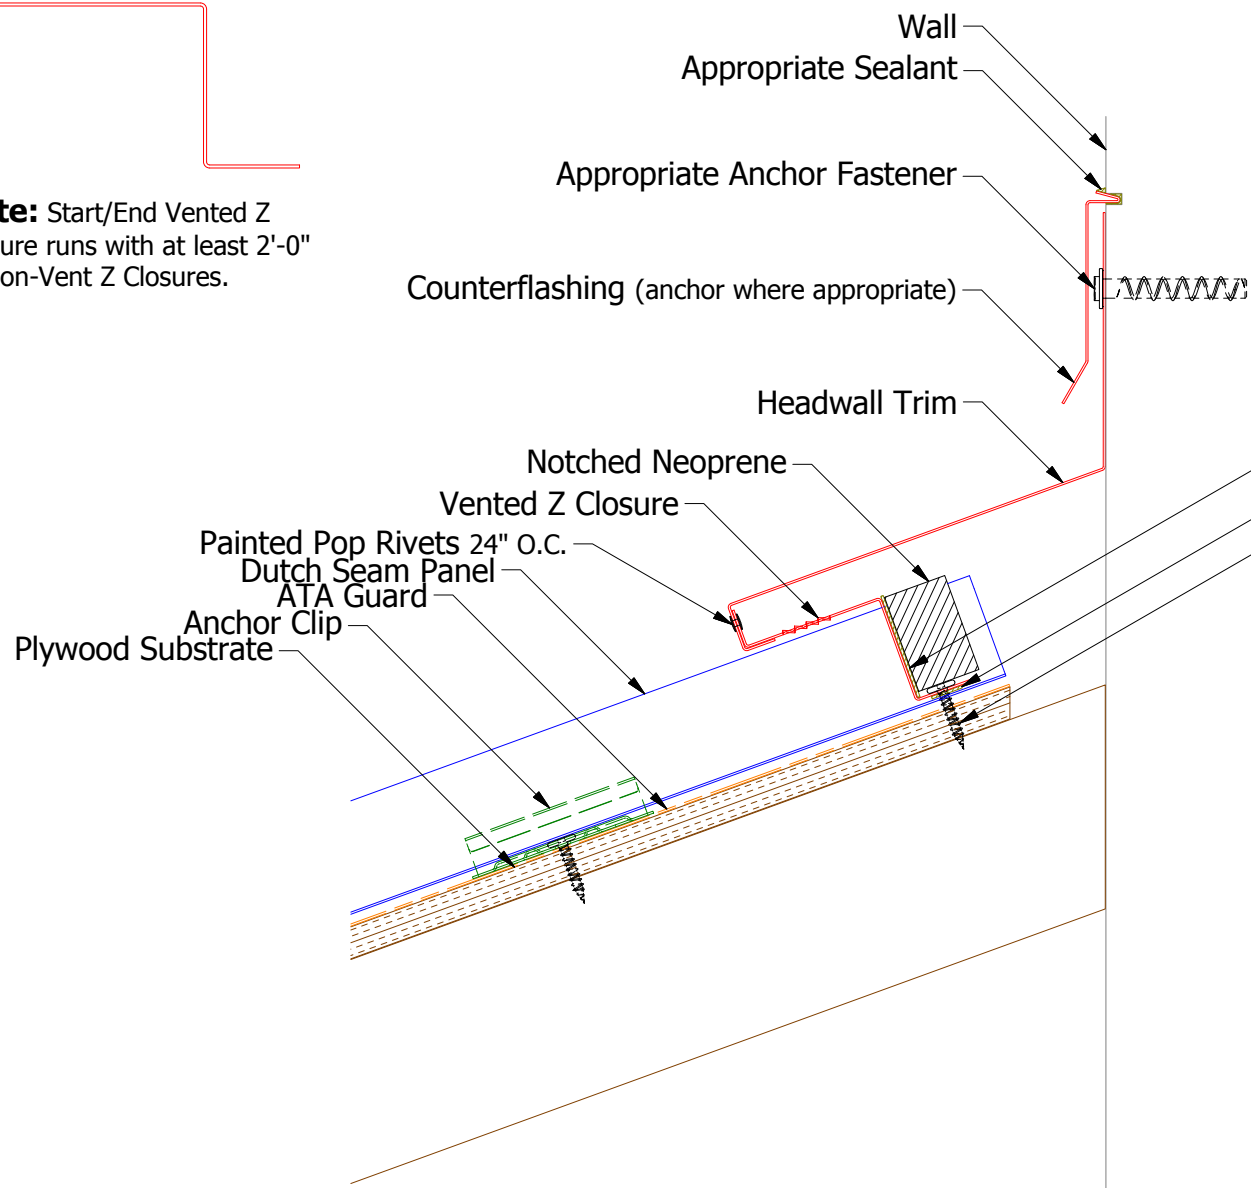 Wall
Appropriate Sealant
Appropriate Anchor Fastener
te: Start/End Vented Z
ure runs with at least 2'-0"
on-Vent Z Closures.
Counterflashing (anchor where appropriate)
Headwall Trim
Notched Neoprene
Vented Z Closure
Painted Pop Rivets 24" O.C.
Dutch Seam Panel
ATA Guard
Anchor Clip
Plywood Substrate